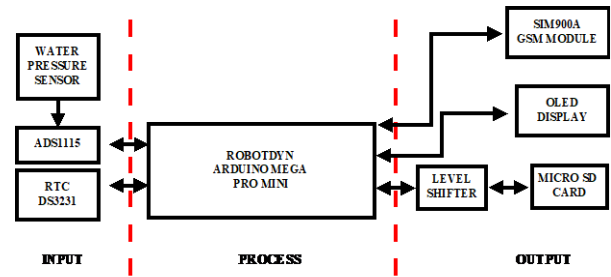 WATER
PRESSURE
SENSOR
ADS1115
RTC
DS3231
ROBOTDYN
ARDUINO MEGA
PRO MINI
SIM900A
GSM MODULE
OLED
DISPLAY
LEVEL
SHIFTER
MICRO SD
CARD
INPUT
PROCESS
OUTPUT